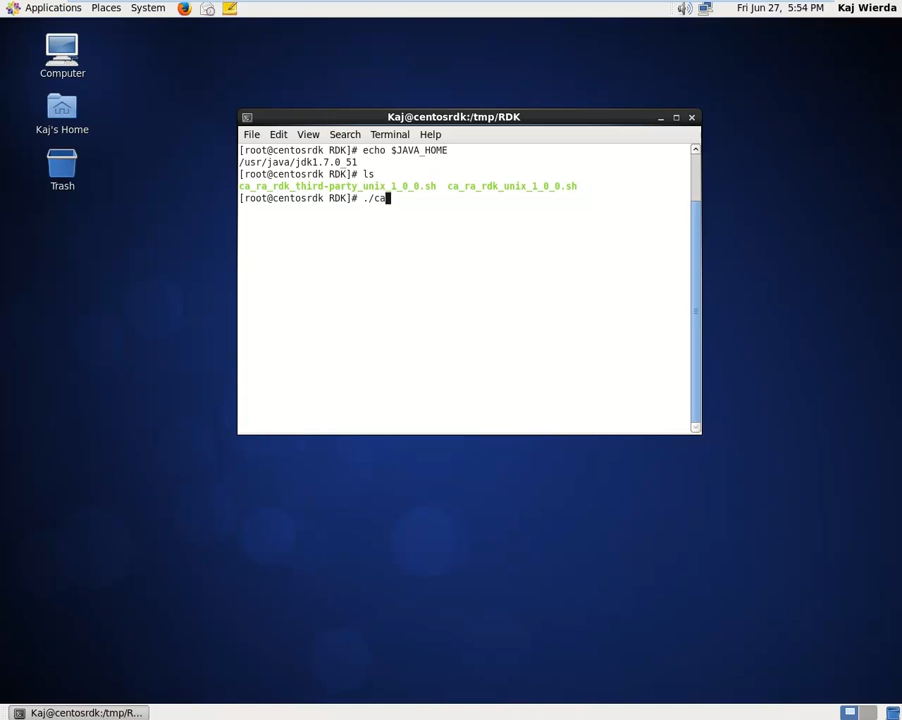 Applications Places System Fri Jun 27, 5:54 PM Kaj Wierda
Computer
Kaj's Home
Trash
Kaj@centosrdk:/tmp/RDK
File Edit View Search Terminal Help
[root@centosrdk RDK]# echo $JAVA_HOME
/usr/java/jdk1.7.0_51
[root@centosrdk RDK]# ls
ca_ra_rdk_third-party_unix_1_0_0.sh ca_ra_rdk_unix_1_0_0.sh
[root@centosrdk RDK]# ./ca
Kaj@centosrdk:/tmp/R...